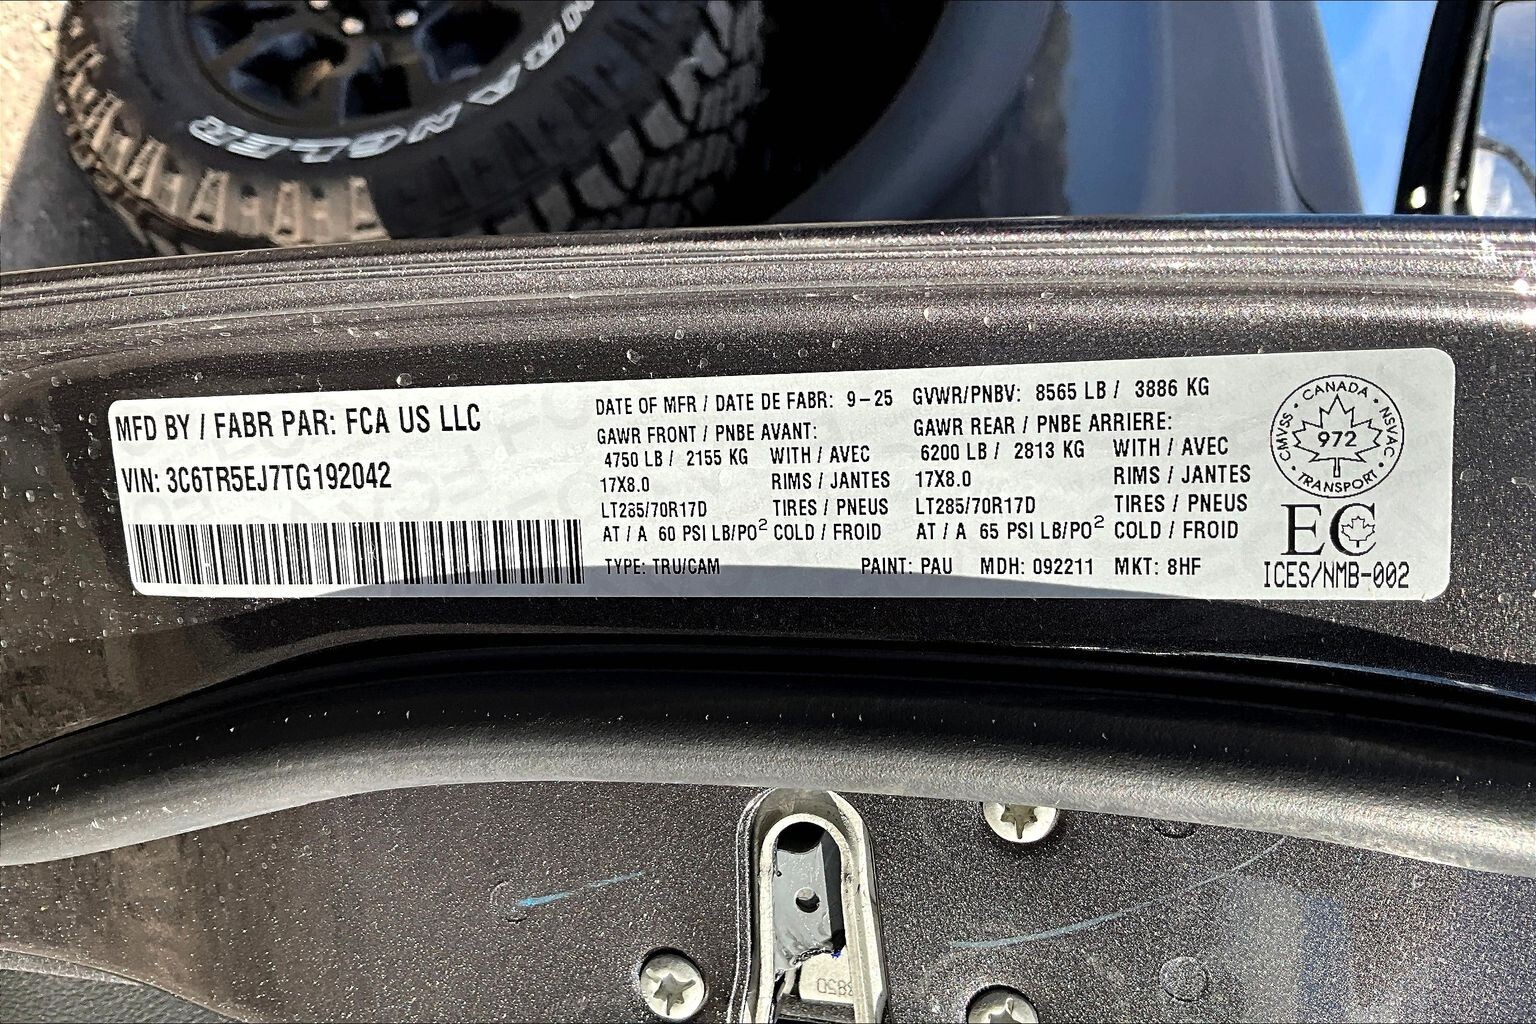 WRANGLER
MFD BY / FABR PAR: FCA US LLC
VIN: 3C6TR5EJ7TG192042
DATE OF MFR / DATE DE FABR: 9-25
GAWR FRONT / PNBE AVANT:
4750 LB / 2155 KG WITH / AVEC
17X8.0 RIMS / JANTES
LT285/70R17D TIRES / PNEUS
AT / A 60 PSI LB/PO² COLD / FROID
GVWR/PNBV: 8565 LB / 3886 KG
GAWR REAR / PNBE ARRIERE:
6200 LB / 2813 KG WITH / AVEC
17X8.0 RIMS / JANTES
LT285/70R17D TIRES / PNEUS
AT / A 65 PSI LB/PO² COLD / FROID
TYPE: TRU/CAM PAINT: PAU MDH: 092211 MKT: 8HF
CANADA
CMVSS • NSVAC
972
TRANSPORT
EC
ICES/NMB-002